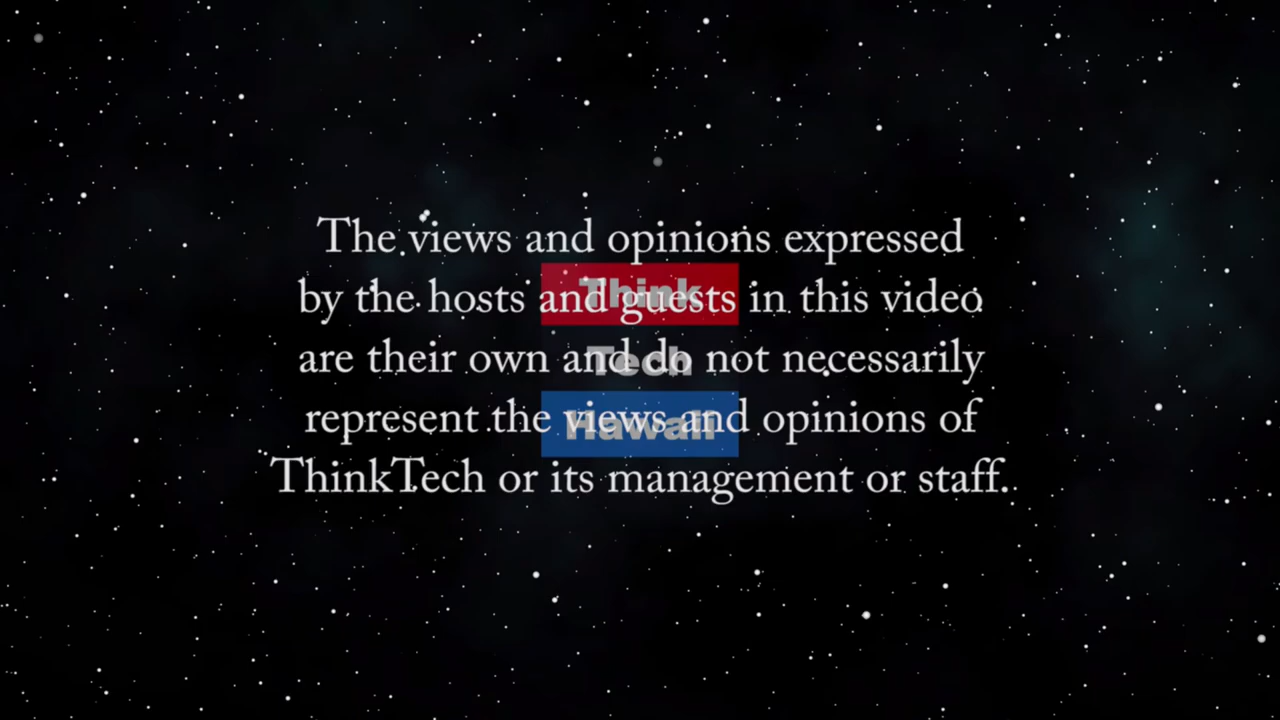 The views and opinions expressed
by the hosts and guests in this video
are their own and do not necessarily
represent the views and opinions of
ThinkTech or its management or staff.
Think
Tech
Hawaii